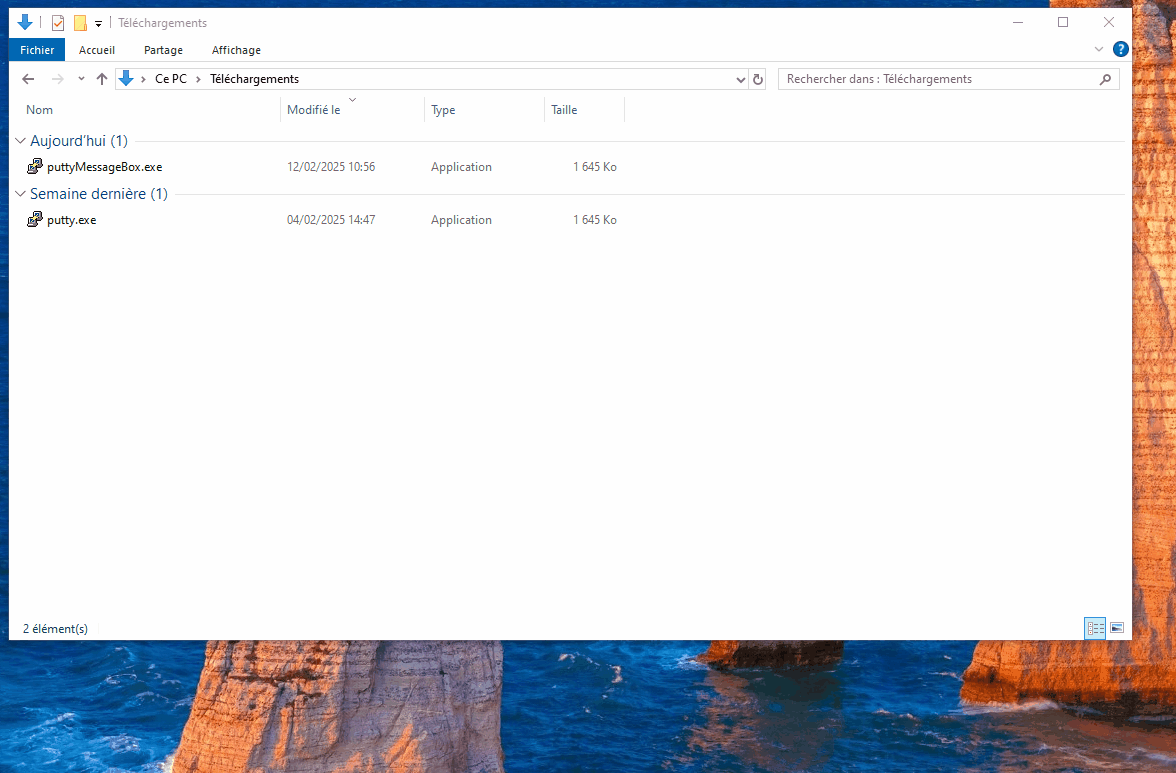 Téléchargements
Fichier Accueil Partage Affichage ?
Ce PC Téléchargements Rechercher dans : Téléchargements
Nom Modifié le Type Taille
Aujourd'hui (1)
puttyMessageBox.exe 12/02/2025 10:56 Application 1 645 Ko
Semaine dernière (1)
putty.exe 04/02/2025 14:47 Application 1 645 Ko
2 élément(s)